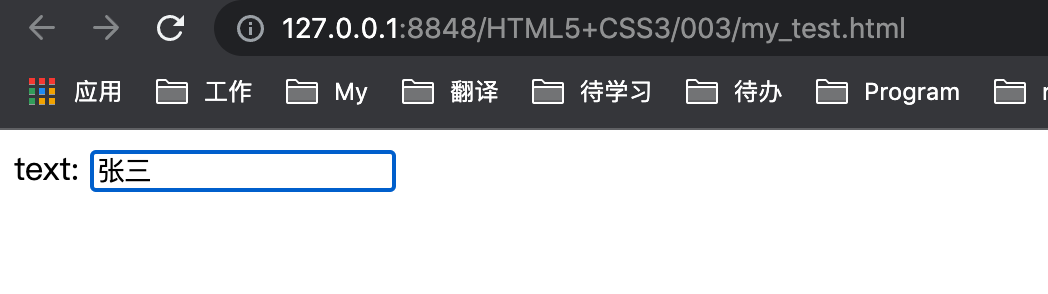 127.0.0.1:8848/HTML5+CSS3/003/my_test.html
应用 工作 My 翻译 待学习 待办 Program
text: 张三